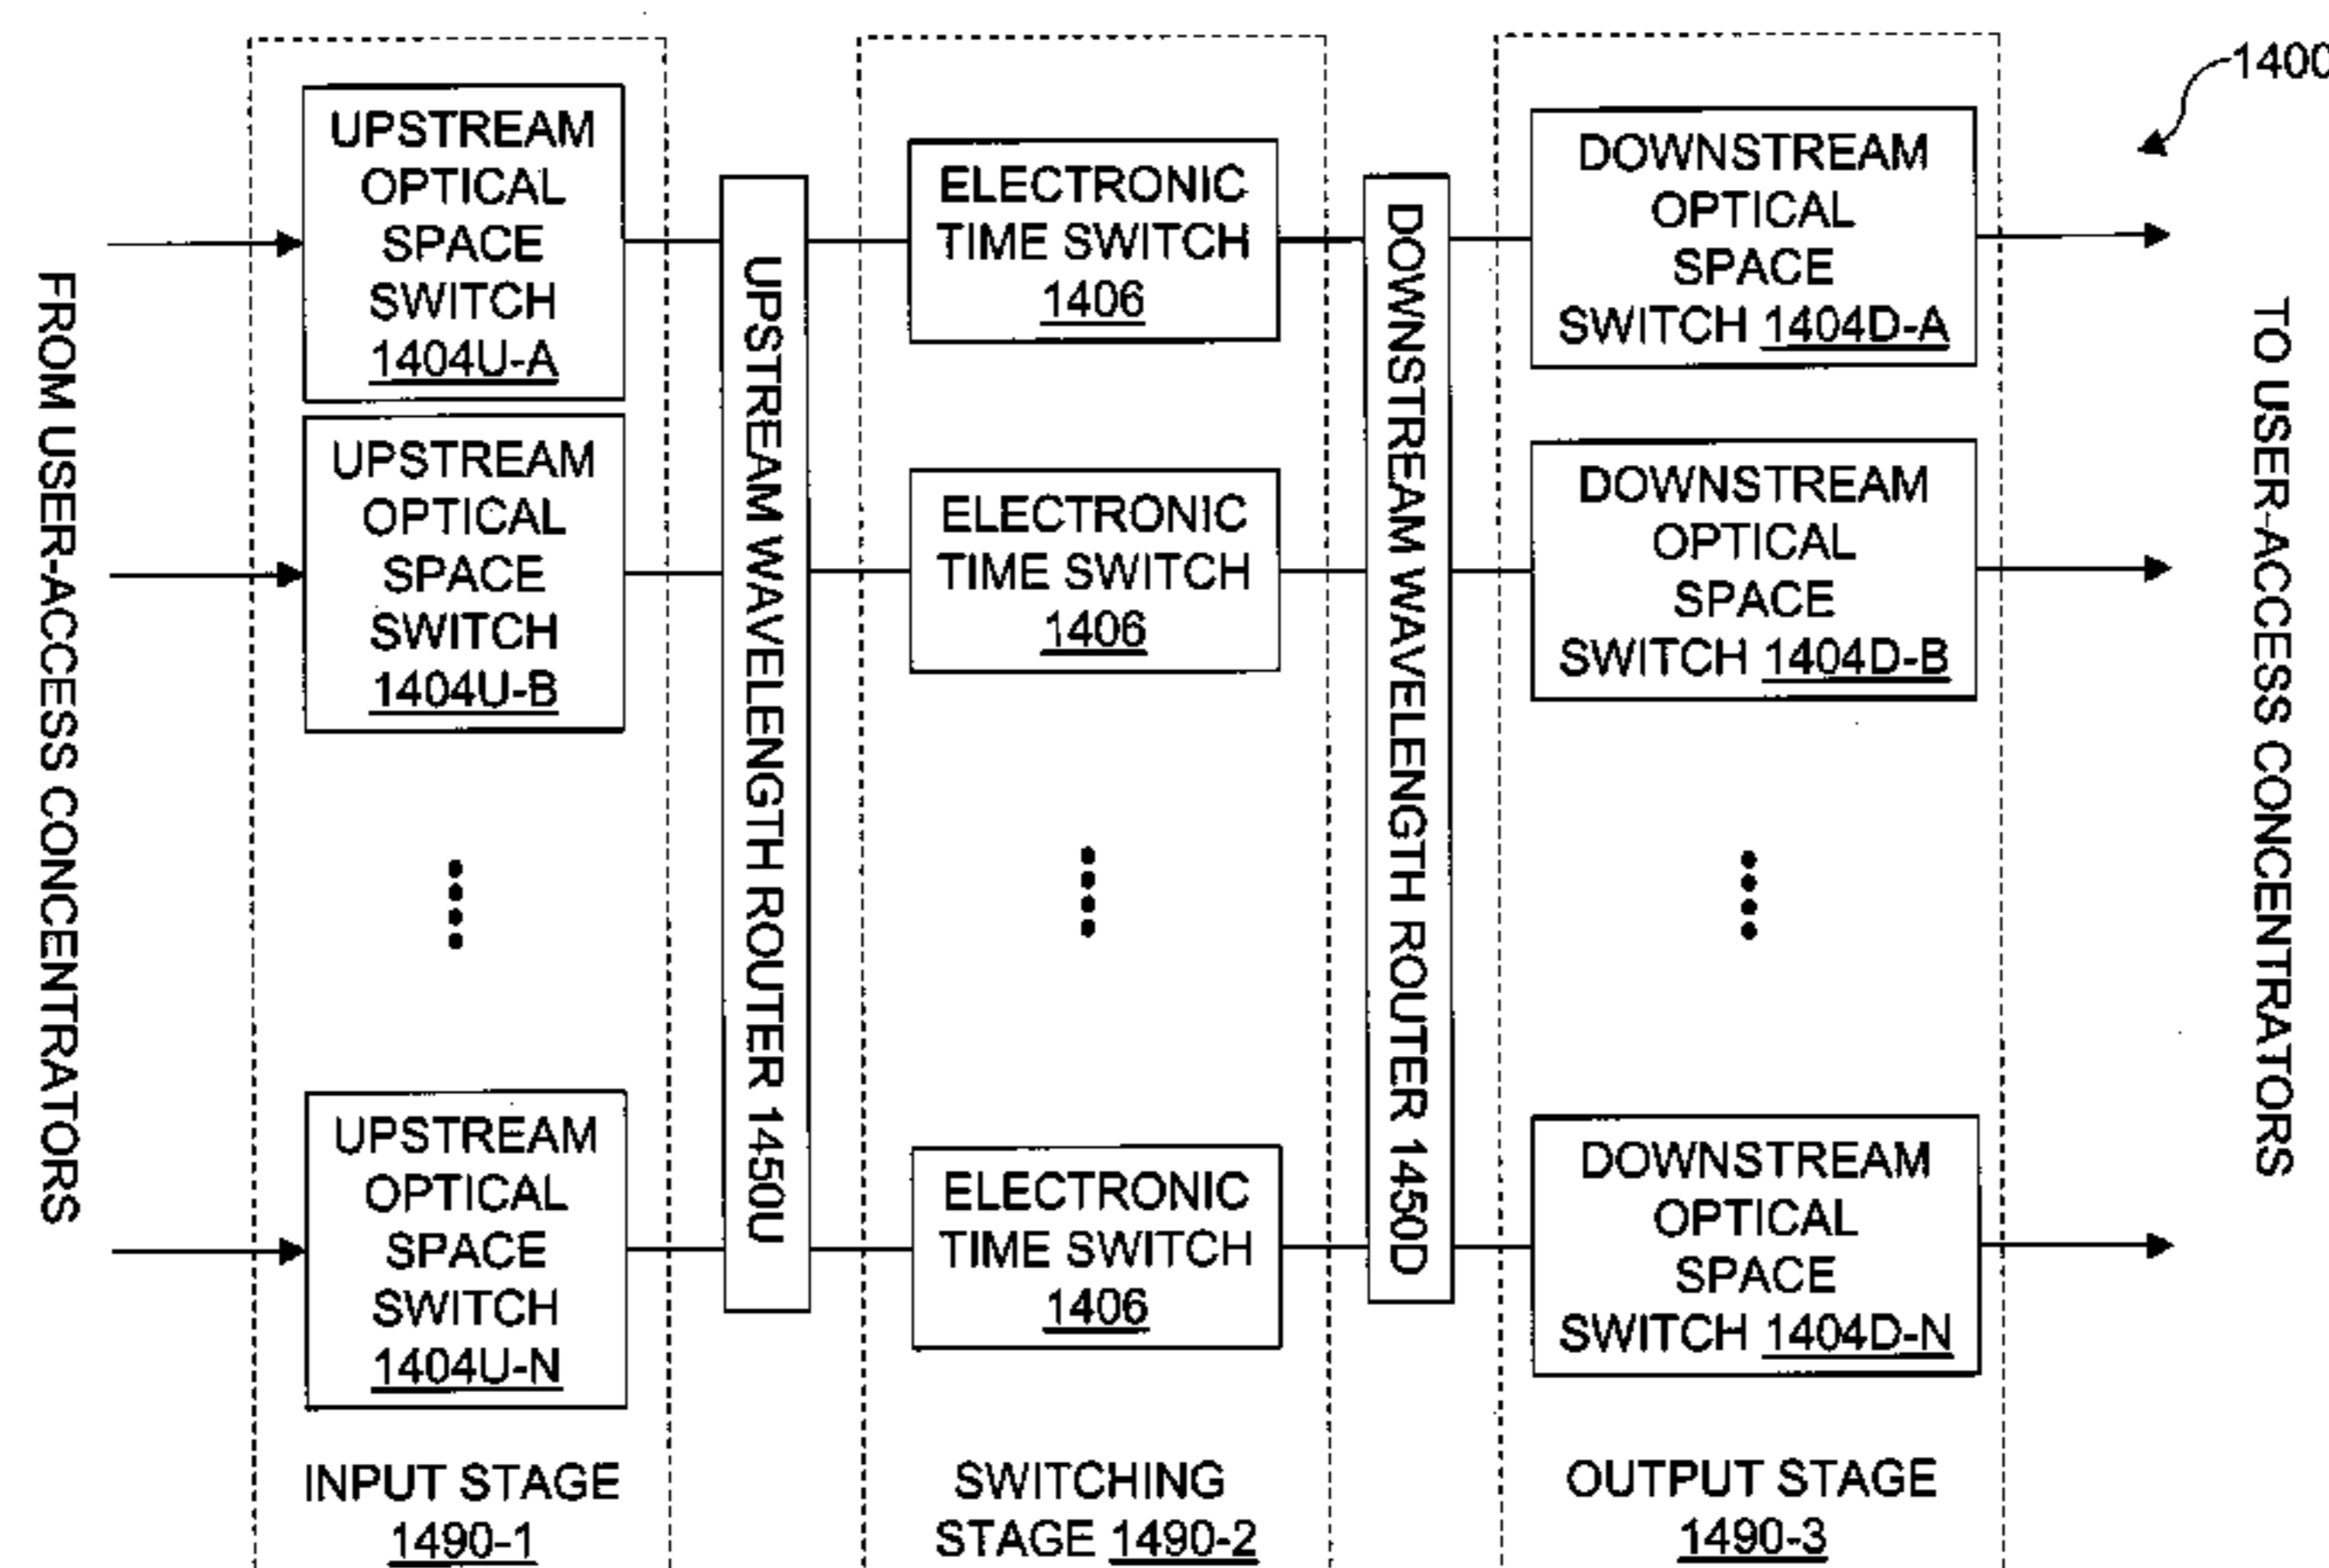 1400
FROM USER-ACCESS CONCENTRATORS
UPSTREAM
OPTICAL
SPACE
SWITCH
1404U-A
UPSTREAM
OPTICAL
SPACE
SWITCH
1404U-B
UPSTREAM
OPTICAL
SPACE
SWITCH
1404U-N
INPUT STAGE
1490-1
UPSTREAM WAVELENGTH ROUTER 1450U
ELECTRONIC
TIME SWITCH
1406
ELECTRONIC
TIME SWITCH
1406
ELECTRONIC
TIME SWITCH
1406
SWITCHING
STAGE 1490-2
DOWNSTREAM WAVELENGTH ROUTER 1450D
DOWNSTREAM
OPTICAL
SPACE
SWITCH 1404D-A
DOWNSTREAM
OPTICAL
SPACE
SWITCH 1404D-B
DOWNSTREAM
OPTICAL
SPACE
SWITCH 1404D-N
OUTPUT STAGE
1490-3
TO USER-ACCESS CONCENTRATORS